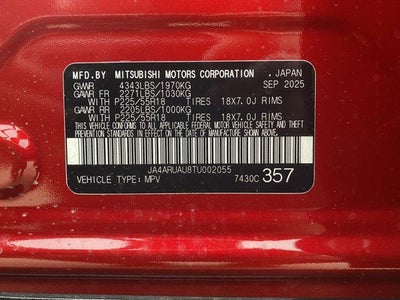 MFD.BY MITSUBISHI MOTORS CORPORATION , JAPAN
GVWR 4343LBS/1970KG SEP 2025
GAWR FR 2271LBS/1030KG
WITH P225/55R18 TIRES 18X7.0J RIMS
GAWR RR 2205LBS/1000KG
WITH P225/55R18 TIRES 18X7.0J RIMS
THIS VEHICLE CONFORMS TO ALL APPLICABLE FEDERAL MOTOR VEHICLE SAFETY AND THEFT PREVENTION STANDARDS IN EFFECT ON THE DATE OF MANUFACTURE SHOWN ABOVE.
JA4ARUAU8TU002055
VEHICLE TYPE: MPV 7430C 357